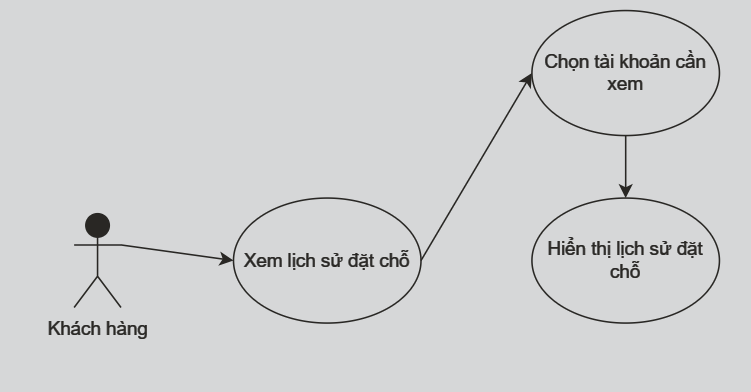 Chọn tài khoản cần
xem
Xem lịch sử đặt chỗ
Hiển thị lịch sử đặt
chỗ
Khách hàng